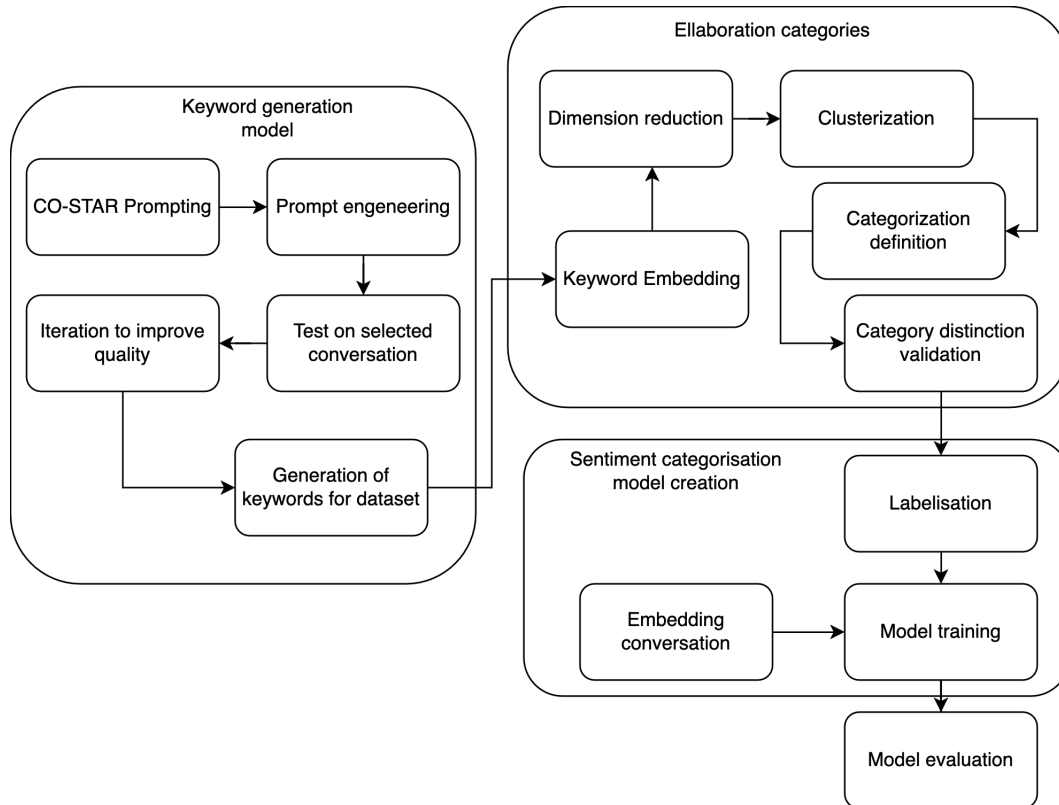 Keyword generation
model
CO-STAR Prompting
Prompt engeneering
Test on selected
conversation
Iteration to improve
quality
Generation of
keywords for dataset
Ellaboration categories
Keyword Embedding
Dimension reduction
Clusterization
Categorization
definition
Category distinction
validation
Sentiment categorisation
model creation
Labelisation
Embedding
conversation
Model training
Model evaluation